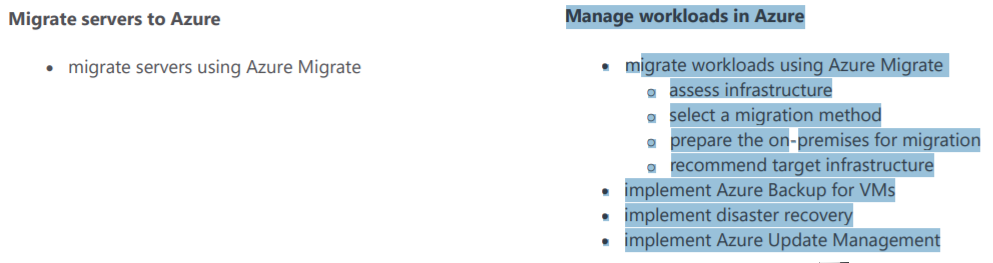 Migrate servers to Azure
• migrate servers using Azure Migrate
Manage workloads in Azure
• migrate workloads using Azure Migrate
o assess infrastructure
o select a migration method
o prepare the on-premises for migration
o recommend target infrastructure
• implement Azure Backup for VMs
• implement disaster recovery
• implement Azure Update Management